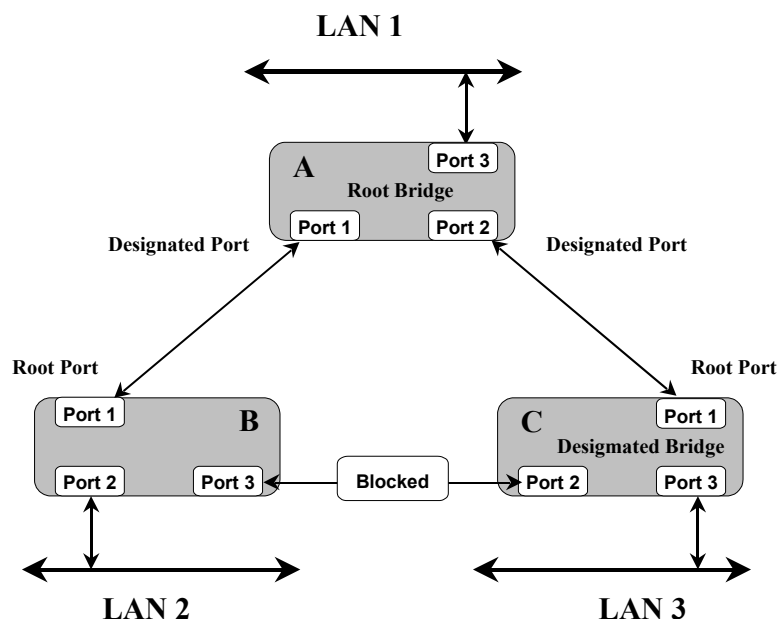 LAN 1
Port 3
A
Root Bridge
Port 1
Port 2
Designated Port
Designated Port
Root Port
Root Port
Port 1
B
C
Port 1
Desigmated Bridge
Port 2
Port 3
Blocked
Port 2
Port 3
LAN 2
LAN 3